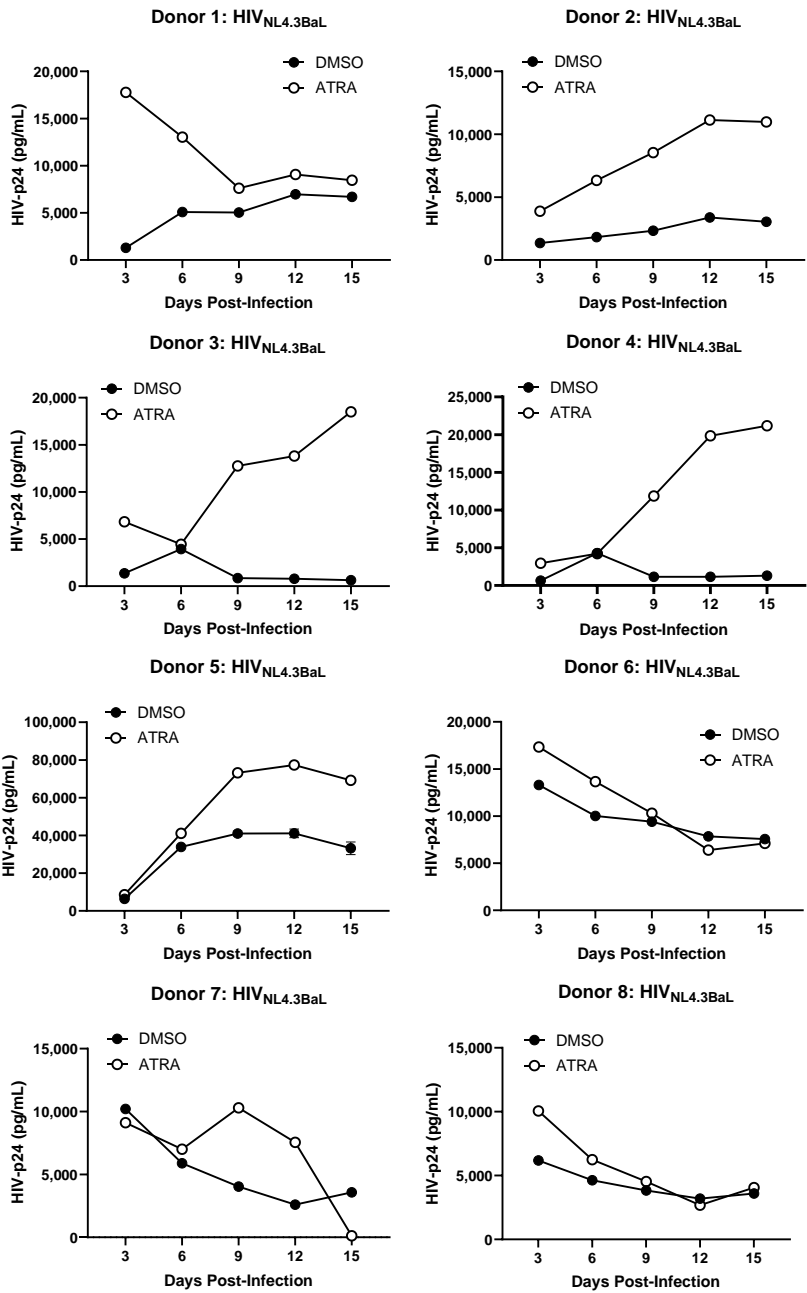 Donor 1: HIVNL4.3BaL
DMSO
ATRA
HIV-p24 (pg/mL)
20,000
15,000
10,000
5,000
0
3 6 9 12 15
Days Post-Infection
Donor 2: HIVNL4.3BaL
DMSO
ATRA
HIV-p24 (pg/mL)
15,000
10,000
5,000
0
3 6 9 12 15
Days Post-Infection
Donor 3: HIVNL4.3BaL
DMSO
ATRA
HIV-p24 (pg/mL)
20,000
15,000
10,000
5,000
0
3 6 9 12 15
Days Post-Infection
Donor 4: HIVNL4.3BaL
DMSO
ATRA
HIV-p24 (pg/mL)
25,000
20,000
15,000
10,000
5,000
0
3 6 9 12 15
Days Post-Infection
Donor 5: HIVNL4.3BaL
DMSO
ATRA
HIV-p24 (pg/mL)
100,000
80,000
60,000
40,000
20,000
0
3 6 9 12 15
Days Post-Infection
Donor 6: HIVNL4.3BaL
DMSO
ATRA
HIV-p24 (pg/mL)
20,000
15,000
10,000
5,000
0
3 6 9 12 15
Days Post-Infection
Donor 7: HIVNL4.3BaL
DMSO
ATRA
HIV-p24 (pg/mL)
15,000
10,000
5,000
0
3 6 9 12 15
Days Post-Infection
Donor 8: HIVNL4.3BaL
DMSO
ATRA
HIV-p24 (pg/mL)
15,000
10,000
5,000
0
3 6 9 12 15
Days Post-Infection